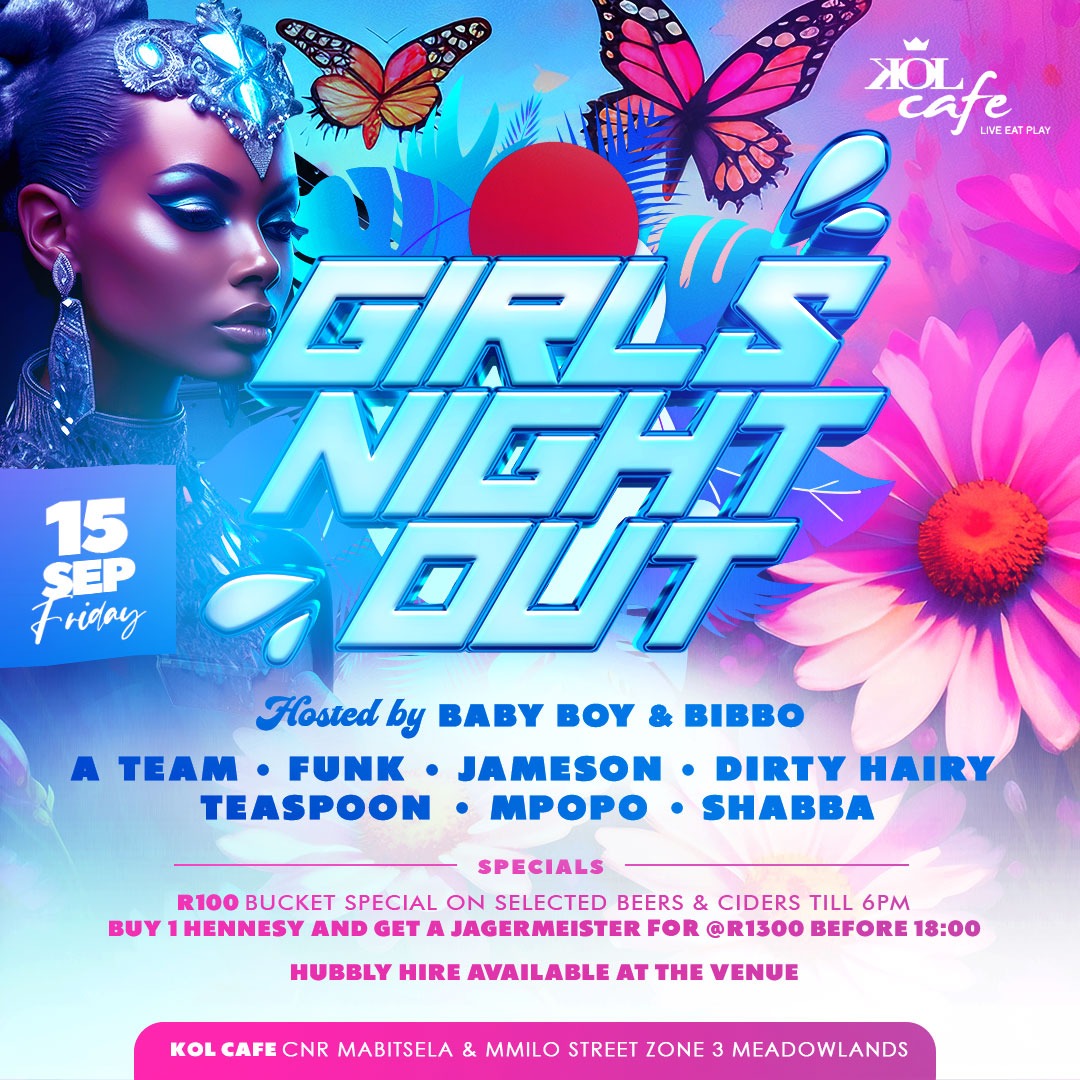 KOL
cafe
LIVE EAT PLAY
GIRLS
NIGHT
OUT
15
SEP
Friday
Hosted by BABY BOY & BIBBO
A TEAM • FUNK • JAMESON • DIRTY HAIRY
TEASPOON • MPOPO • SHABBA
SPECIALS
R100 BUCKET SPECIAL ON SELECTED BEERS & CIDERS TILL 6PM
BUY 1 HENNESY AND GET A JAGERMEISTER FOR @R1300 BEFORE 18:00
HUBBLY HIRE AVAILABLE AT THE VENUE
KOL CAFE CNR MABITSELA & MMILO STREET ZONE 3 MEADOWLANDS